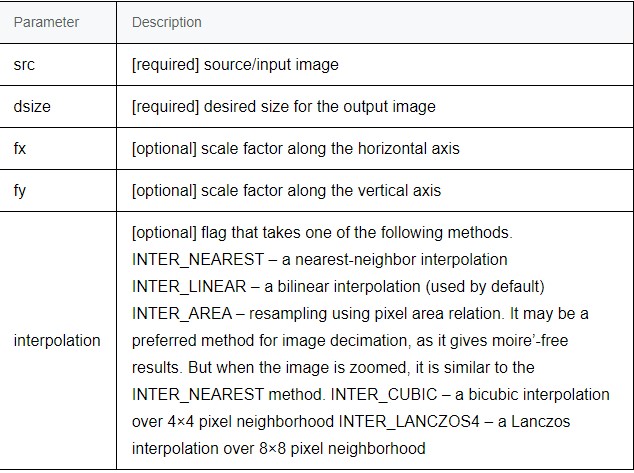 Parameter Description
src [required] source/input image
dsize [required] desired size for the output image
fx [optional] scale factor along the horizontal axis
fy [optional] scale factor along the vertical axis
interpolation
[optional] flag that takes one of the following methods.
INTER_NEAREST – a nearest-neighbor interpolation
INTER_LINEAR – a bilinear interpolation (used by default)
INTER_AREA – resampling using pixel area relation. It may be a
preferred method for image decimation, as it gives moire’-free
results. But when the image is zoomed, it is similar to the
INTER_NEAREST method. INTER_CUBIC – a bicubic interpolation
over 4×4 pixel neighborhood INTER_LANCZOS4 – a Lanczos
interpolation over 8×8 pixel neighborhood